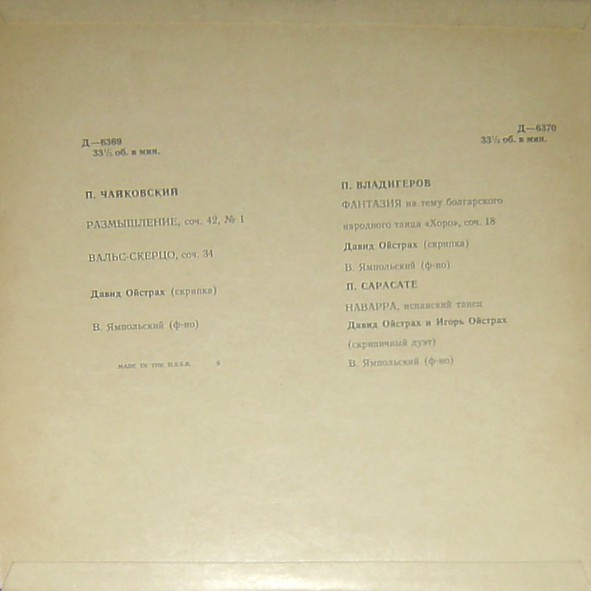 Д—6369
33⅓ об. в мин.
П. ЧАЙКОВСКИЙ
РАЗМЫШЛЕНИЕ, соч. 42, № 1
ВАЛЬС-СКЕРЦО, соч. 34
Давид Ойстрах (скрипка)
В. Ямпольский (ф-но)
MADE IN THE U.S.S.R.
Д—6370
33⅓ об. в мин.
П. ВЛАДИГЕРОВ
ФАНТАЗИЯ на тему болгарского
народного танца «Хоро», соч. 18
Давид Ойстрах (скрипка)
В. Ямпольский (ф-но)
П. САРАСАТЕ
НАВАРРА, испанский танец
Давид Ойстрах и Игорь Ойстрах
(скрипичный дуэт)
В. Ямпольский (ф-но)